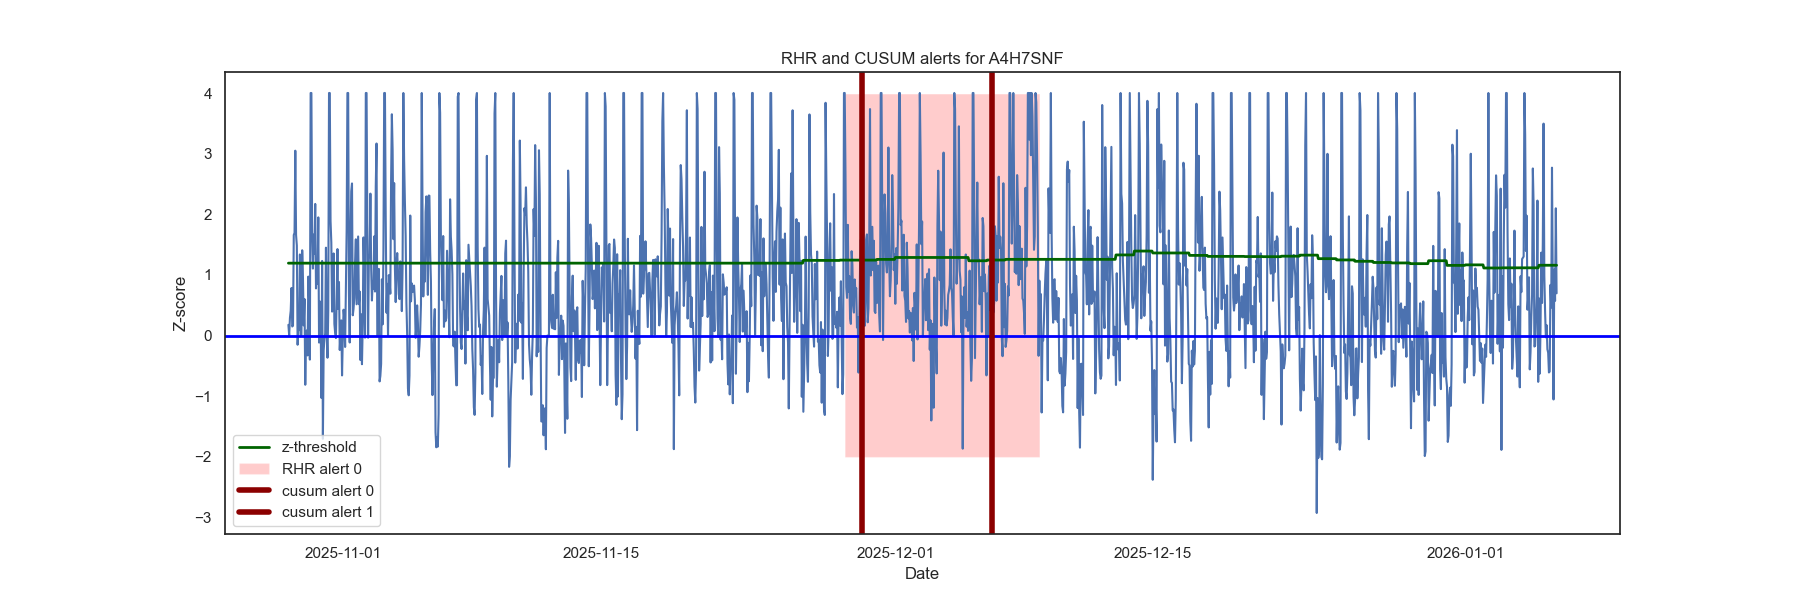 RHR and CUSUM alerts for A4H7SNF
4
3
2
1
0
−1
−2
−3
Z-score
z-threshold
RHR alert 0
cusum alert 0
cusum alert 1
2025-11-01
2025-11-15
2025-12-01
2025-12-15
2026-01-01
Date